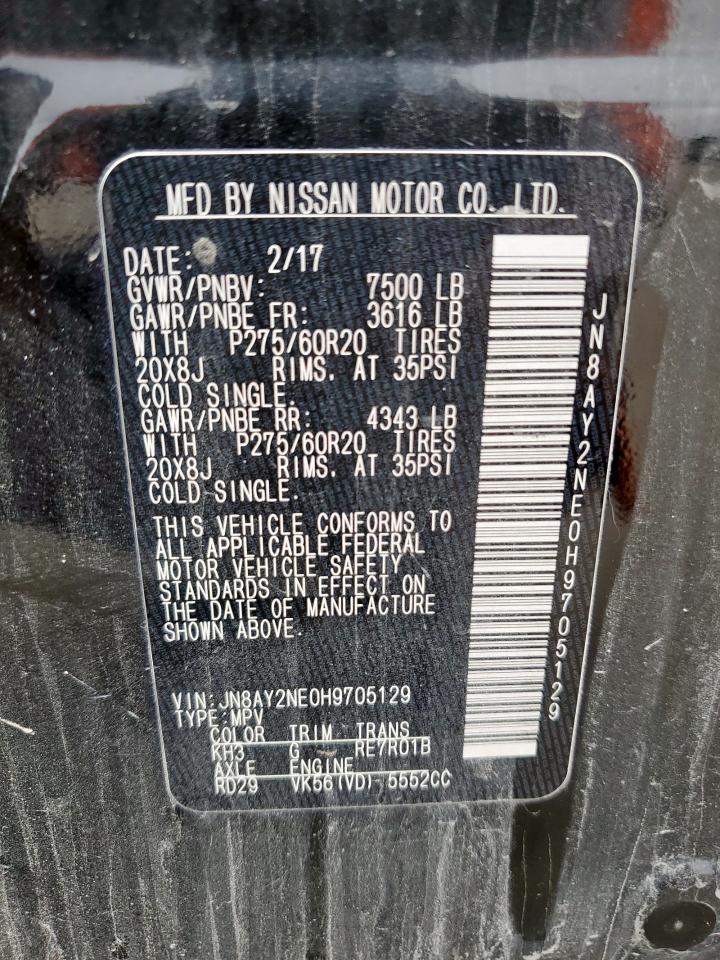 MFD BY NISSAN MOTOR CO. LTD.
DATE: 2/17
GVWR/PNBV: 7500 LB
GAWR/PNBE FR: 3616 LB
WITH P275/60R20 TIRES
20X8J RIMS. AT 35PSI
COLD SINGLE.
GAWR/PNBE RR: 4343 LB
WITH P275/60R20 TIRES
20X8J RIMS. AT 35PSI
COLD SINGLE.
THIS VEHICLE CONFORMS TO
ALL APPLICABLE FEDERAL
MOTOR VEHICLE SAFETY
STANDARDS IN EFFECT ON
THE DATE OF MANUFACTURE
SHOWN ABOVE.
VIN:JN8AY2NE0H9705129
TYPE:MPV
COLOR TRIM TRANS
KH3 G RE7R01B
AXLE ENGINE
RD29 VK56(VD) 5552CC
JN8AY2NE0H9705129